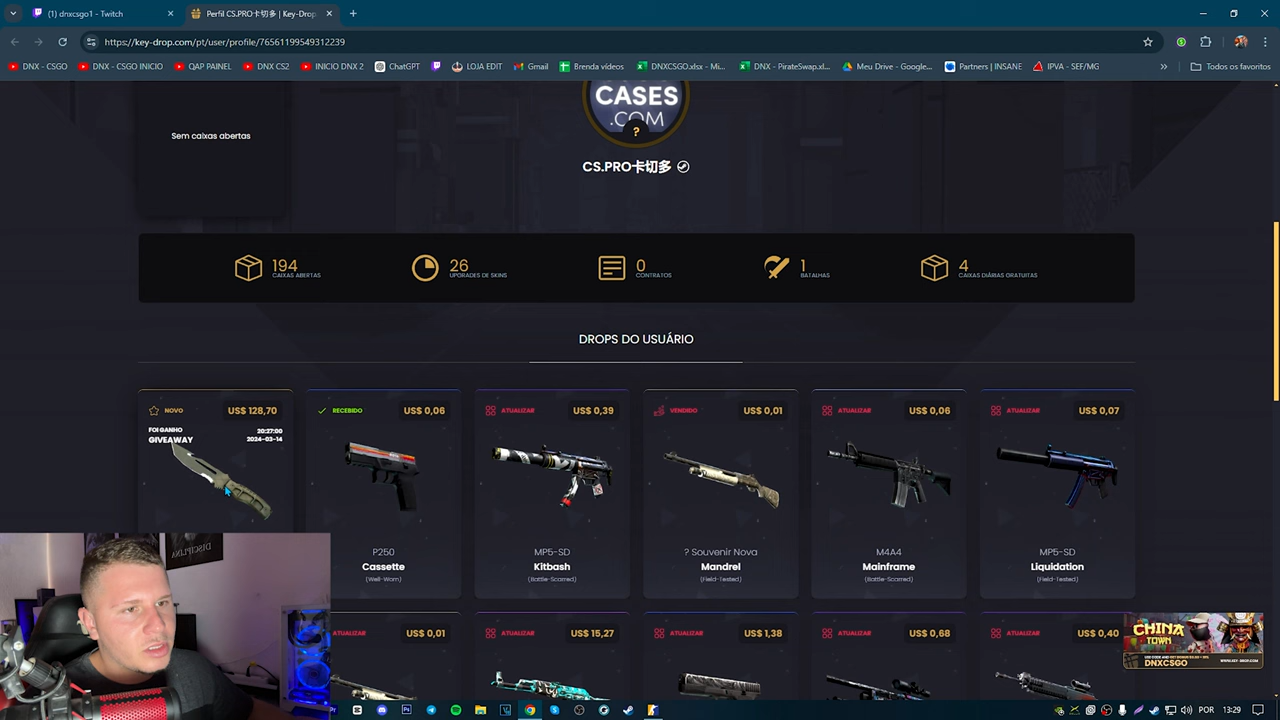 (1) dnxcsgo1 - Twitch
Perfil CS.PRO卡切多 | Key-Drop
https://key-drop.com/pt/user/profile/76561199549312239
DNX - CSGO
DNX - CSGO INICIO
QAP PAINEL
DNX CS2
INICIO DNX 2
ChatGPT
LOJA EDIT
Gmail
Brenda vídeos
DNXCSGO.xlsx - Mi...
DNX - PirateSwap.xl...
Meu Drive - Google...
Partners | INSANE
IPVA - SEF/MG
Todos os favoritos
CASES
.COM
?
Sem caixas abertas
CS.PRO卡切多
194
CAIXAS ABERTAS
26
UPGRADES DE SKINS
0
CONTRATOS
1
BATALHAS
4
CAIXAS DIÁRIAS GRATUITAS
DROPS DO USUÁRIO
NOVO
US$ 128,70
FOI GANHO
GIVEAWAY
20:27:00
2024-03-14
RECEBIDO
US$ 0,06
P250
Cassette
(Well-Worn)
ATUALIZAR
US$ 0,39
MP5-SD
Kitbash
(Battle-Scarred)
VENDIDO
US$ 0,01
? Souvenir Nova
Mandrel
(Field-Tested)
ATUALIZAR
US$ 0,06
M4A4
Mainframe
(Battle-Scarred)
ATUALIZAR
US$ 0,07
MP5-SD
Liquidation
(Field-Tested)
DISCIPLINA
ATUALIZAR
US$ 0,01
ATUALIZAR
US$ 15,27
ATUALIZAR
US$ 1,38
ATUALIZAR
US$ 0,68
ATUALIZAR
US$ 0,40
CHINA
TOWN
DNXCSGO
WWW.KEY-DROP.COM
POR
13:29